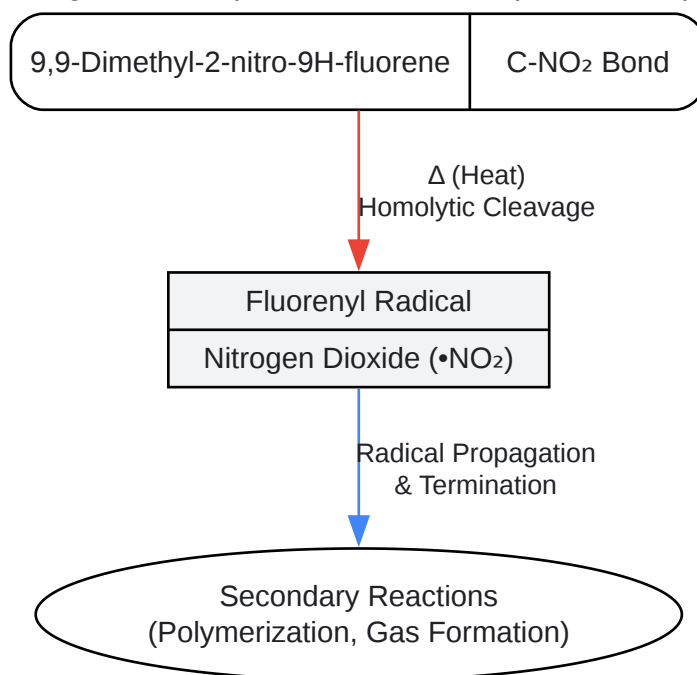 9,9-Dimethyl-2-nitro-9H-fluorene
C-NO₂ Bond
Δ (Heat)
Homolytic Cleavage
Fluorenyl Radical
Nitrogen Dioxide (•NO₂)
Radical Propagation
& Termination
Secondary Reactions
(Polymerization, Gas Formation)